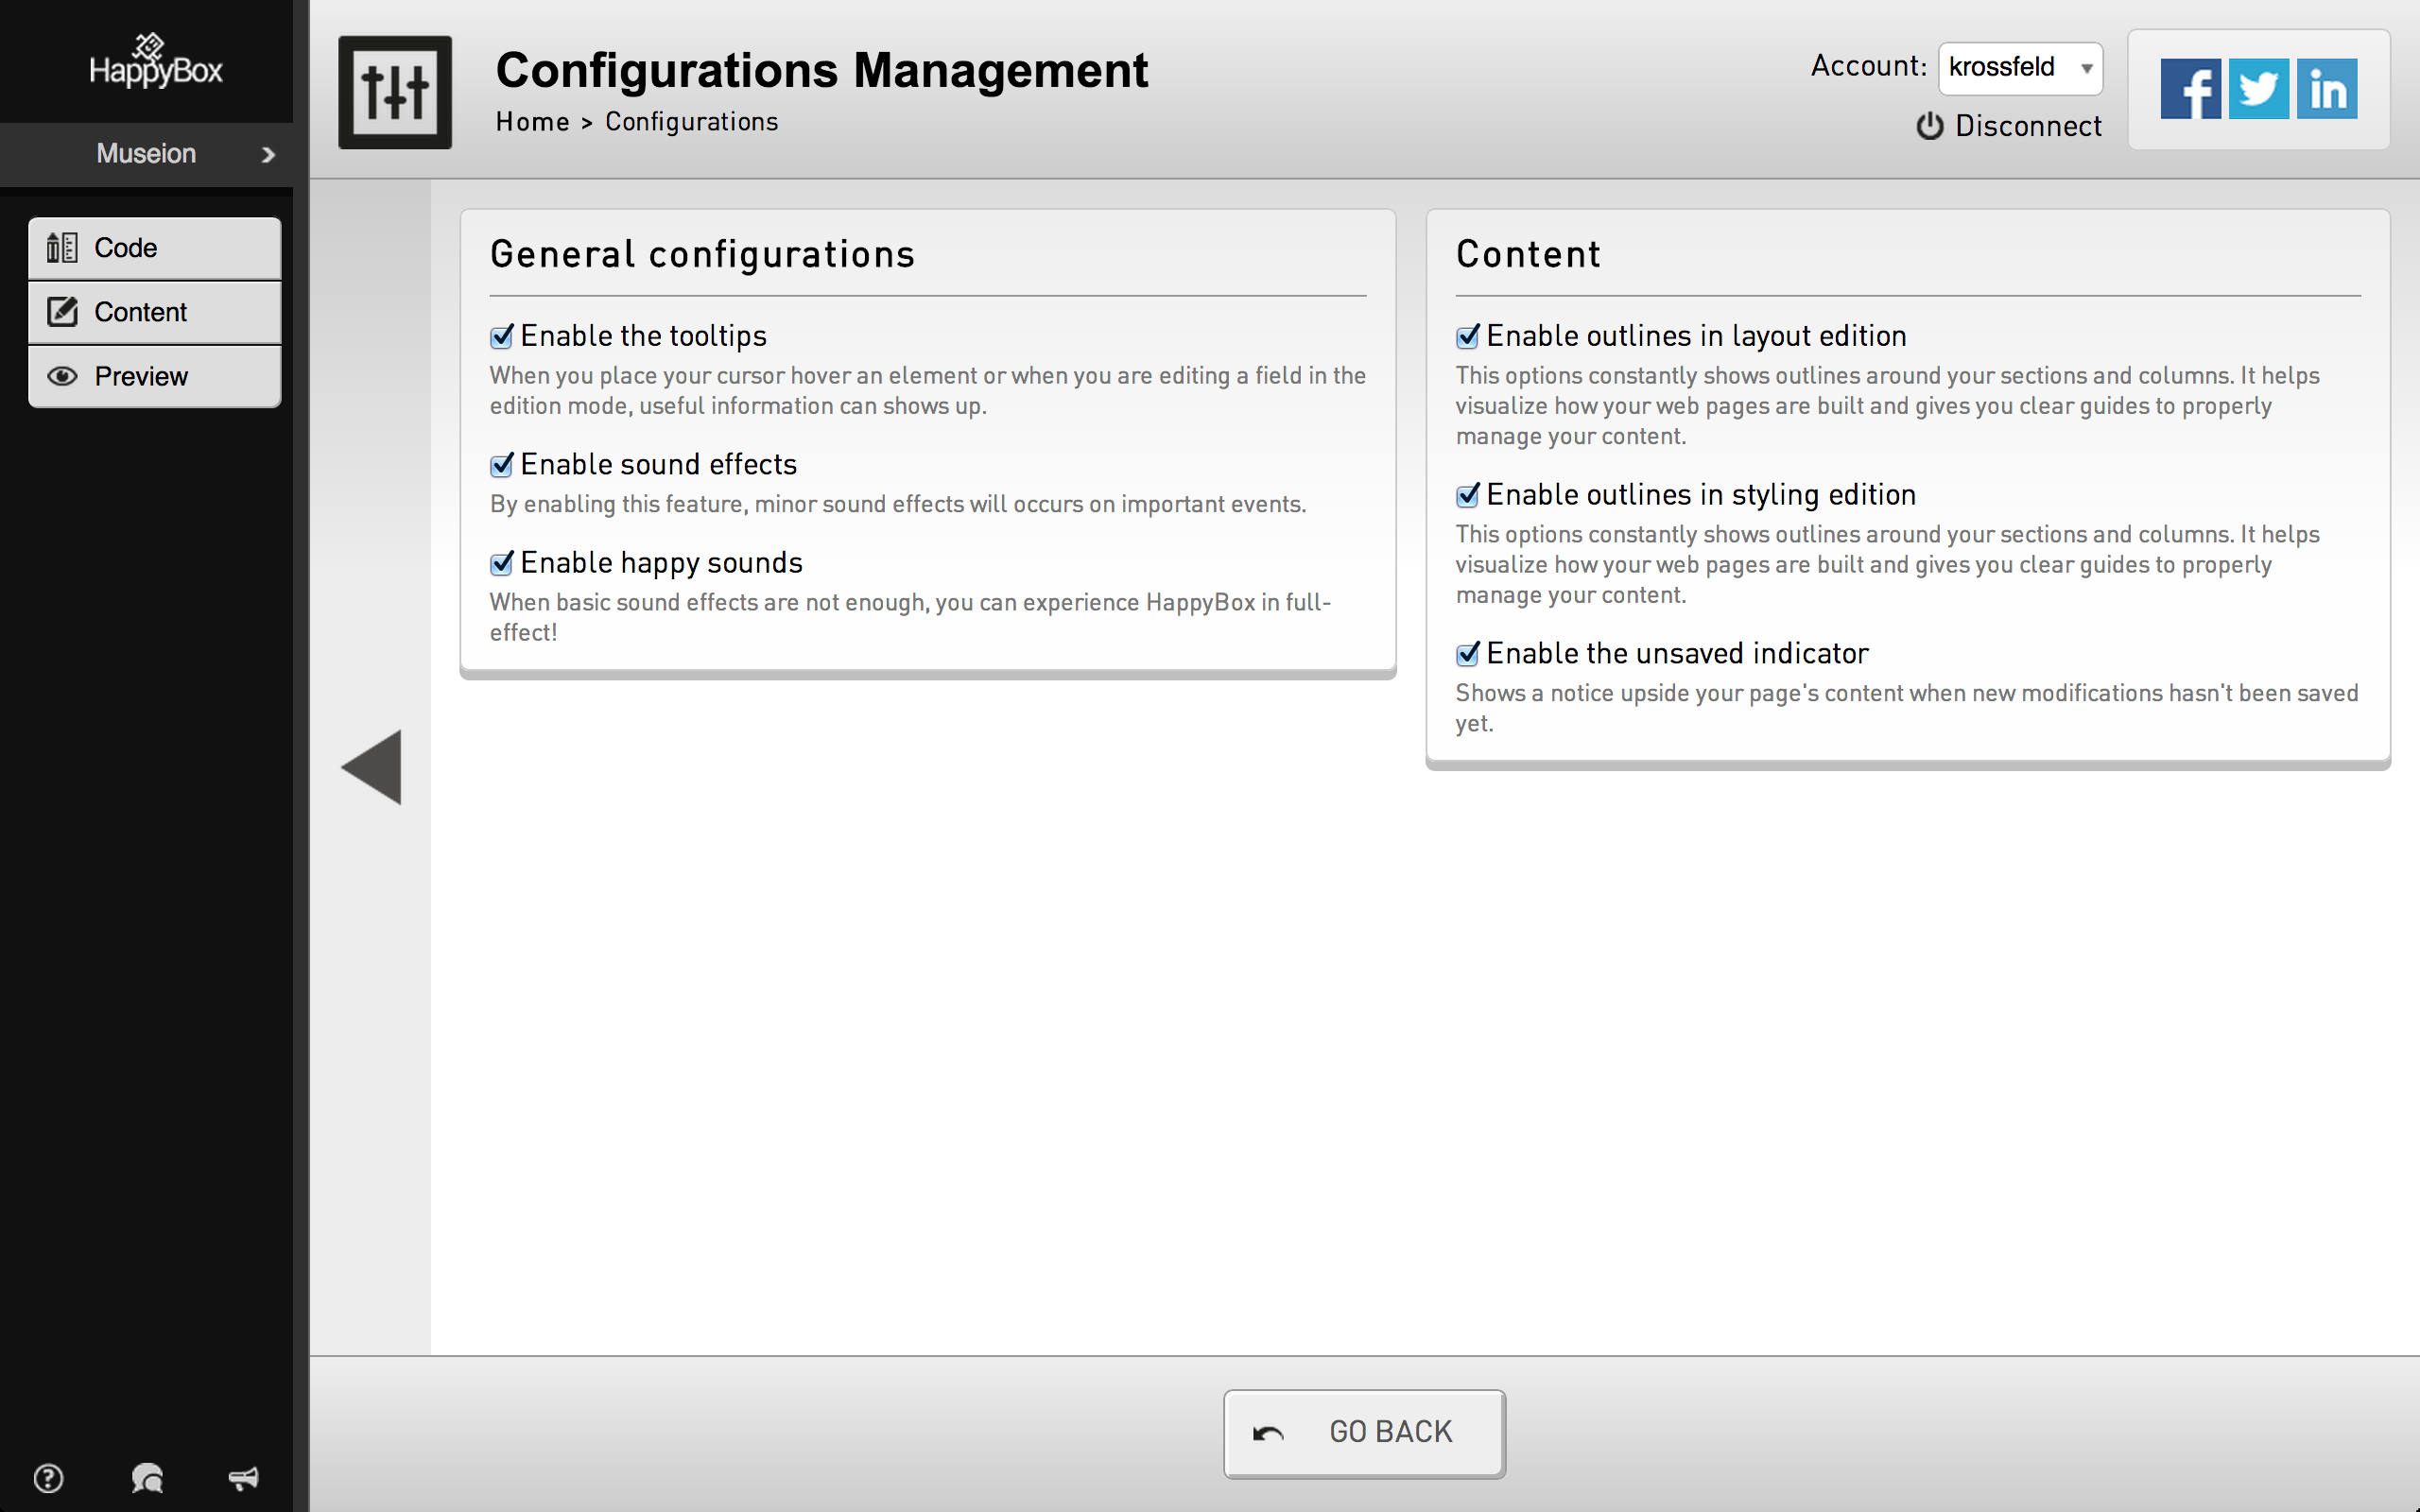 HappyBox
Museion
Code
Content
Preview
Configurations Management
Home > Configurations
Account: krossfeld
Disconnect
General configurations
Enable the tooltips
When you place your cursor hover an element or when you are editing a field in the
edition mode, useful information can shows up.
Enable sound effects
By enabling this feature, minor sound effects will occurs on important events.
Enable happy sounds
When basic sound effects are not enough, you can experience HappyBox in full-
effect!
Content
Enable outlines in layout edition
This options constantly shows outlines around your sections and columns. It helps
visualize how your web pages are built and gives you clear guides to properly
manage your content.
Enable outlines in styling edition
This options constantly shows outlines around your sections and columns. It helps
visualize how your web pages are built and gives you clear guides to properly
manage your content.
Enable the unsaved indicator
Shows a notice upside your page's content when new modifications hasn't been saved
yet.
GO BACK